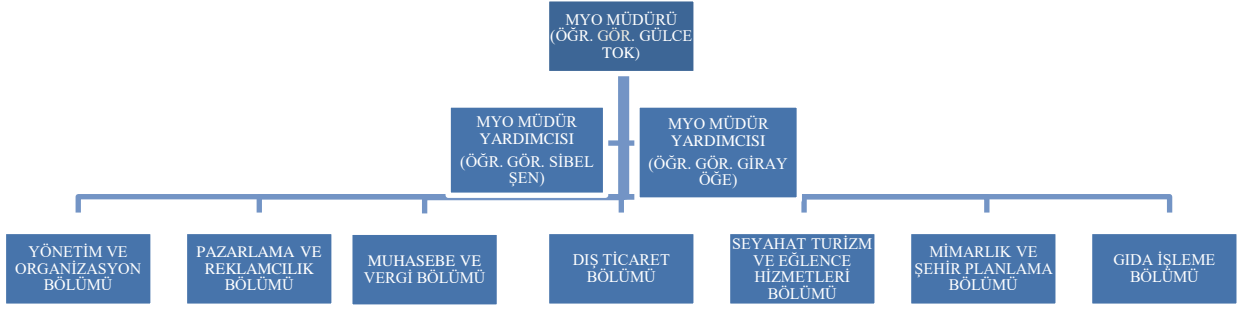 MYO MÜDÜRÜ
(ÖĞR. GÖR. GÜLCE
TOK)
MYO MÜDÜR
YARDIMCISI
(ÖĞR. GÖR. SİBEL
ŞEN)
MYO MÜDÜR
YARDIMCISI
(ÖĞR. GÖR. GİRAY
ÖĞE)
YÖNETİM VE
ORGANİZASYON
BÖLÜMÜ
PAZARLAMA VE
REKLAMCILIK
BÖLÜMÜ
MUHASEBE VE
VERGİ BÖLÜMÜ
DIŞ TİCARET
BÖLÜMÜ
SEYAHAT TURİZM
VE EĞLENCE
HİZMETLERİ
BÖLÜMÜ
MİMARLIK VE
ŞEHİR PLANLAMA
BÖLÜMÜ
GIDA İŞLEME
BÖLÜMÜ